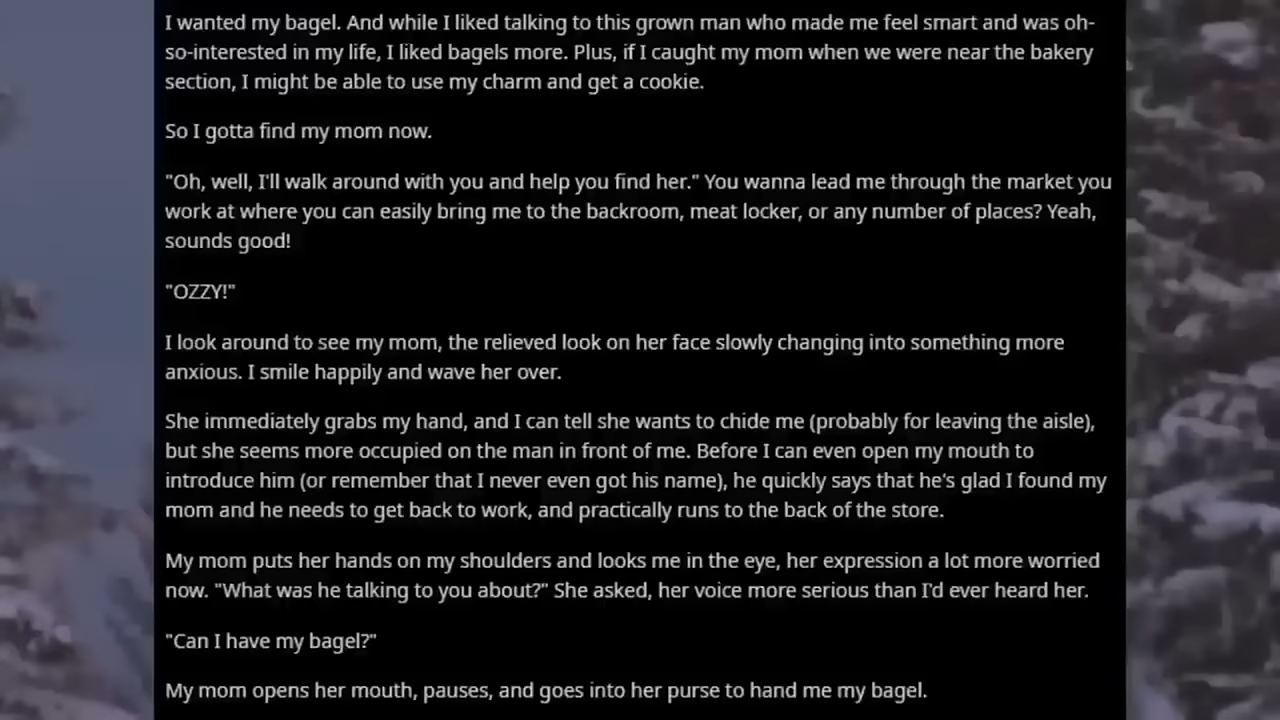 I wanted my bagel. And while I liked talking to this grown man who made me feel smart and was oh-
so-interested in my life, I liked bagels more. Plus, if I caught my mom when we were near the bakery
section, I might be able to use my charm and get a cookie.
So I gotta find my mom now.
"Oh, well, I'll walk around with you and help you find her." You wanna lead me through the market you
work at where you can easily bring me to the backroom, meat locker, or any number of places? Yeah,
sounds good!
"OZZY!"
I look around to see my mom, the relieved look on her face slowly changing into something more
anxious. I smile happily and wave her over.
She immediately grabs my hand, and I can tell she wants to chide me (probably for leaving the aisle),
but she seems more occupied on the man in front of me. Before I can even open my mouth to
introduce him (or remember that I never even got his name), he quickly says that he's glad I found my
mom and he needs to get back to work, and practically runs to the back of the store.
My mom puts her hands on my shoulders and looks me in the eye, her expression a lot more worried
now. "What was he talking to you about?" She asked, her voice more serious than I'd ever heard her.
"Can I have my bagel?"
My mom opens her mouth, pauses, and goes into her purse to hand me my bagel.